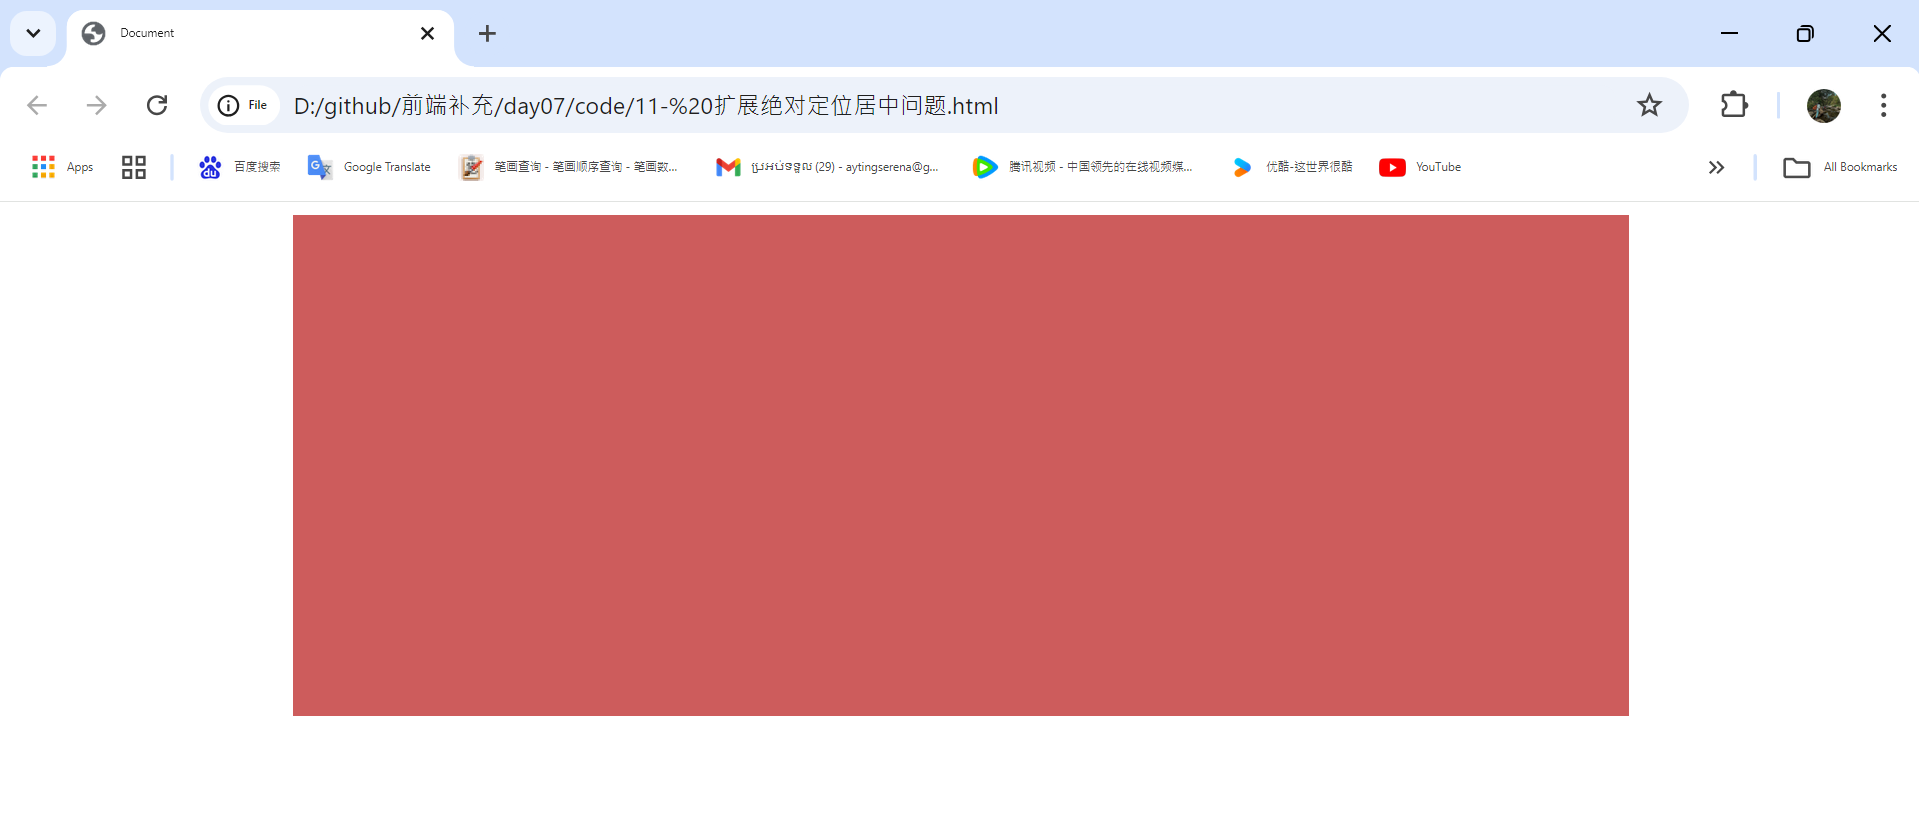 Document
File
D:/github/前端补充/day07/code/11-%20扩展绝对定位居中问题.html
Apps
百度搜索
Google Translate
笔画查询 - 笔画顺序查询 - 笔画数...
ប្រអប់ទទួល (29) - aytingserena@g...
腾讯视频 - 中国领先的在线视频媒...
优酷-这世界很酷
YouTube
All Bookmarks